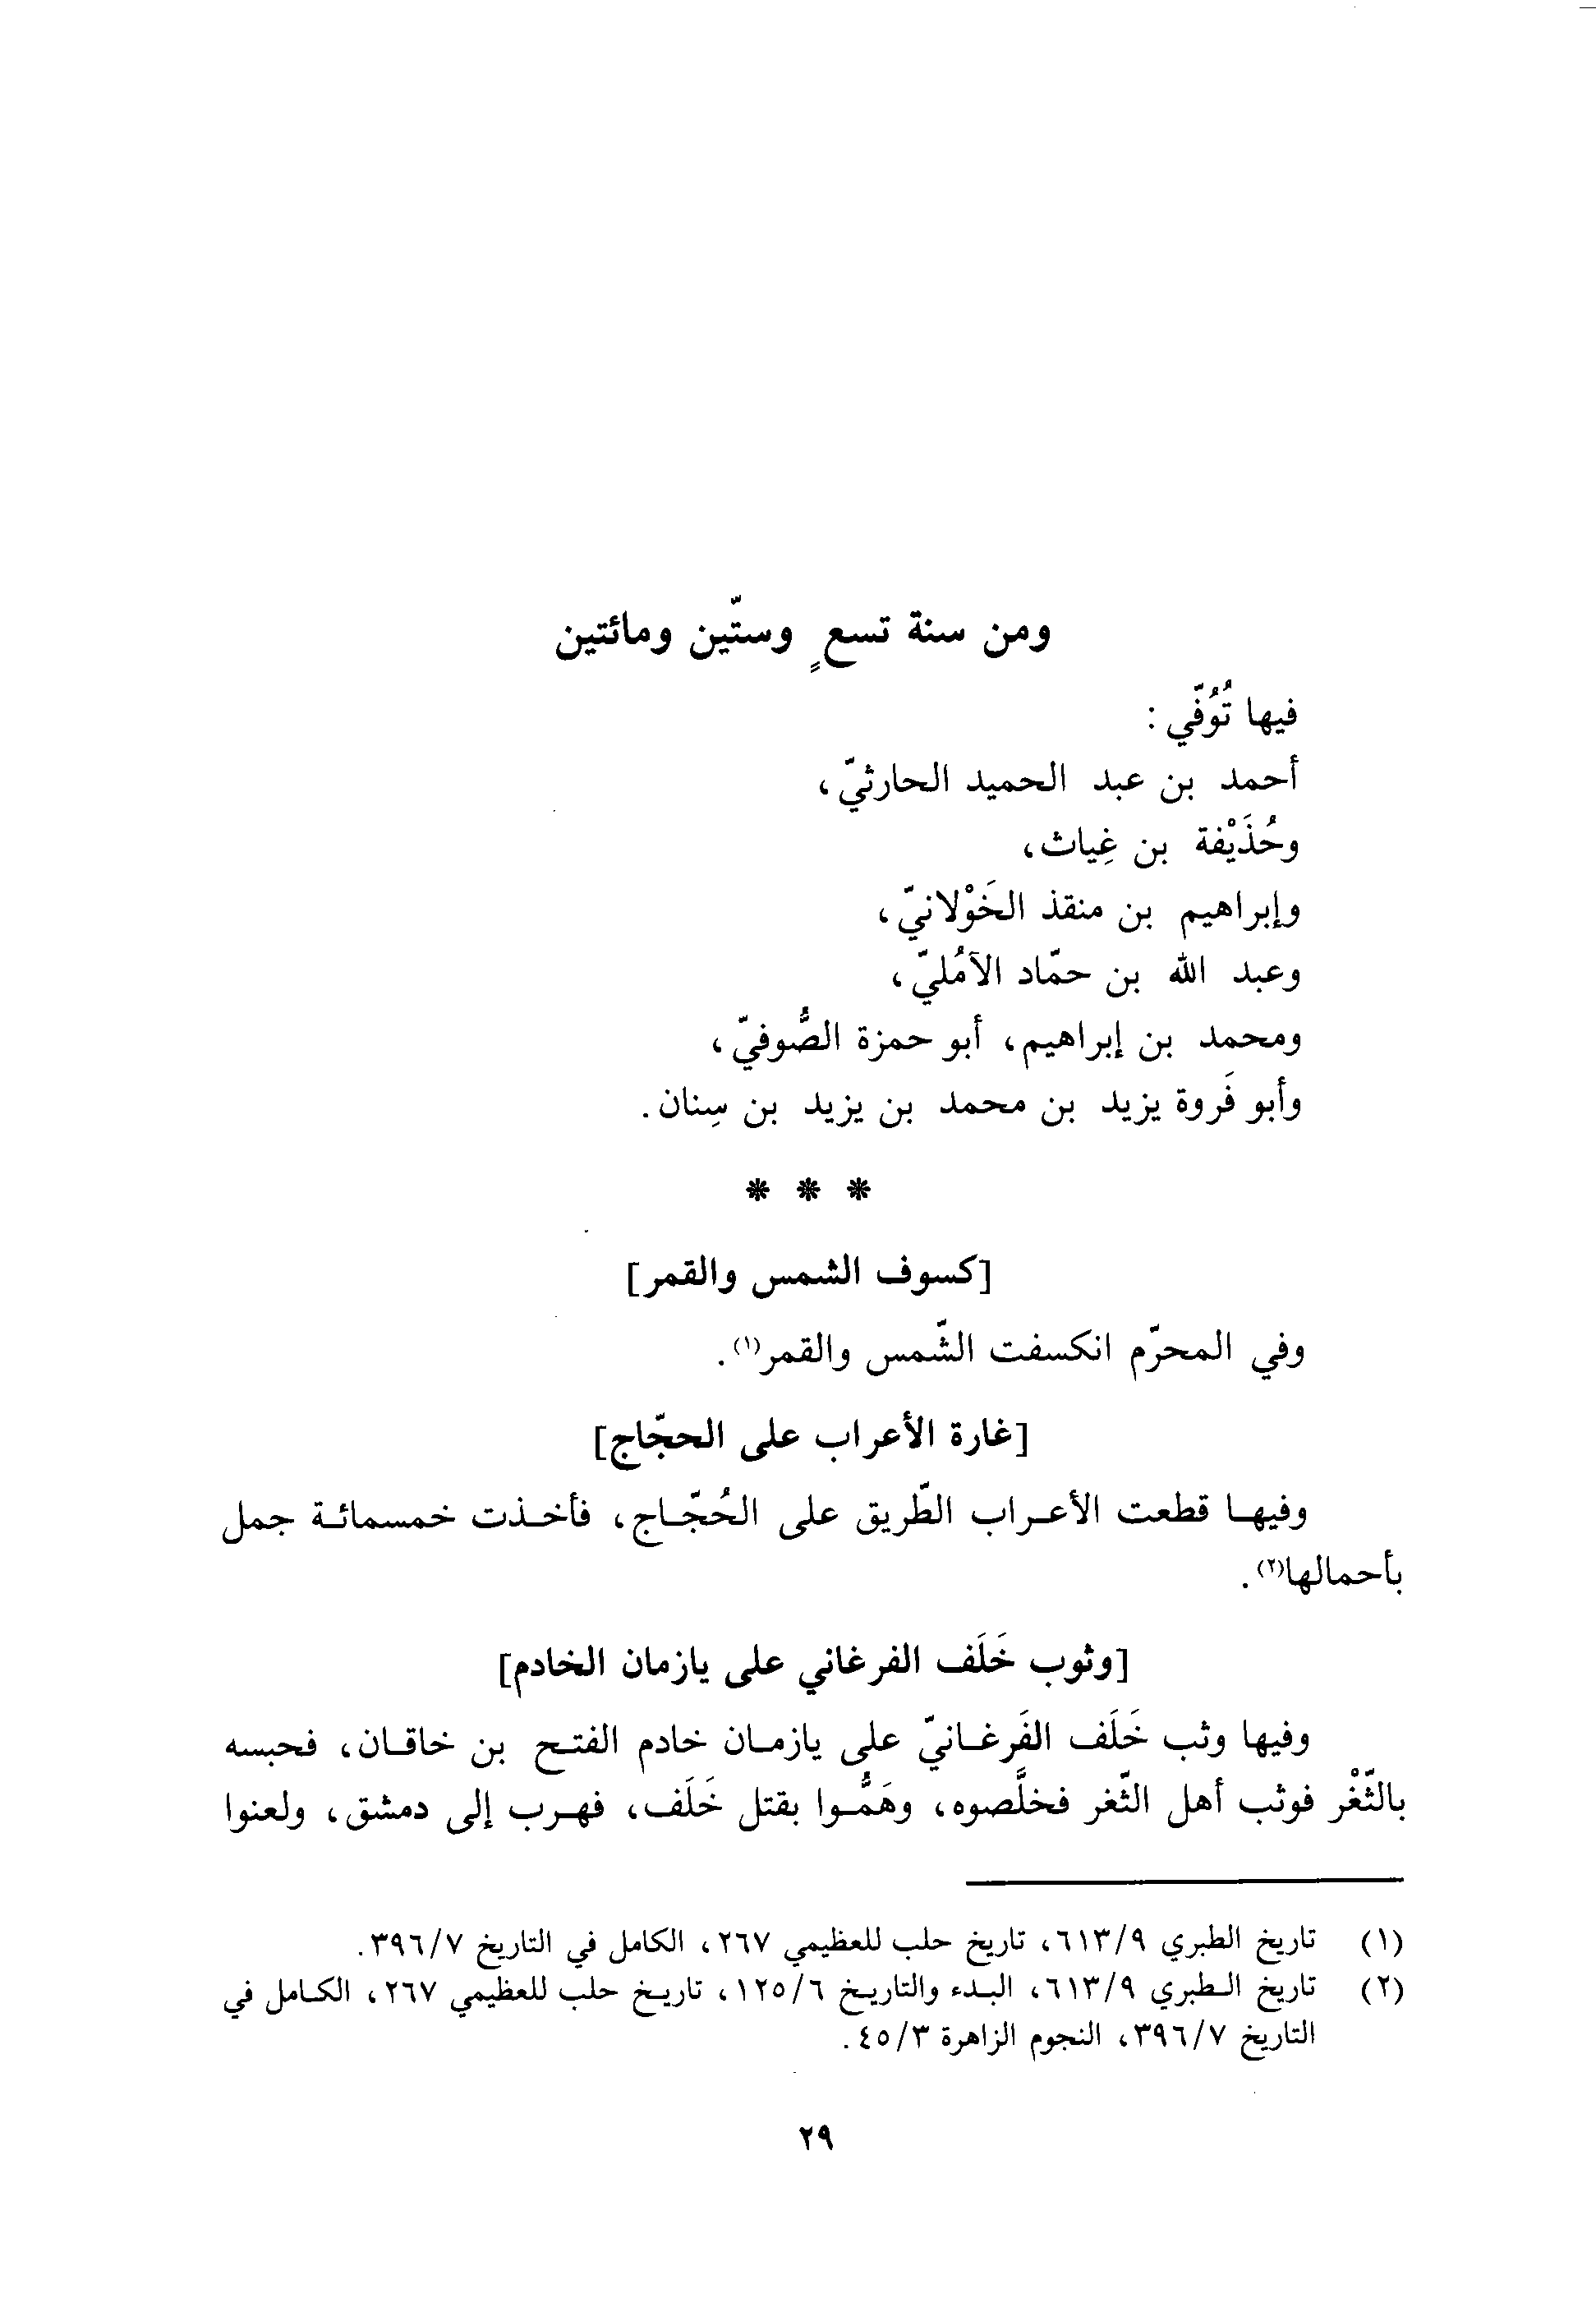 ومن سنة تسعٍ وستّين ومائتين
فيها تُوُفّي :
أحمد بن عبد الحميد الحارثيّ،
وحُذَيْفة بن غِياث،
وإبراهيم بن منقذ الخَوْلانيّ،
وعبد الله بن حمّاد الآمُليّ،
ومحمد بن إبراهيم، أبو حمزة الصُّوفيّ،
وأبو فَروة يزيد بن محمد بن يزيد بن سِنان.
* * *
[كسوف الشمس والقمر]
وفي المحرّم انكسفت الشّمس والقمر(١).
[غارة الأعراب على الحجّاج]
وفيها قطعت الأعراب الطّريق على الحُجّاج، فأخذت خمسمائة جمل
بأحمالها(٢).
[وثوب خَلَف الفرغاني على يازمان الخادم]
وفيها وثب خَلَف الفَرغانيّ على يازمان خادم الفتح بن خاقان، فحبسه
بالثّغْر فوثب أهل الثّغر فخلَّصوه، وهَمُّوا بقتل خَلَف، فهرب إلى دمشق، ولعنوا
(١) تاريخ الطبري ٦١٣/٩، تاريخ حلب للعظيمي ٢٦٧، الكامل في التاريخ ٣٩٦/٧.
(٢) تاريخ الطبري ٦١٣/٩، البدء والتاريخ ١٢٥/٦، تاريخ حلب للعظيمي ٢٦٧، الكامل في
التاريخ ٣٩٦/٧، النجوم الزاهرة ٤٥/٣.
٢٩